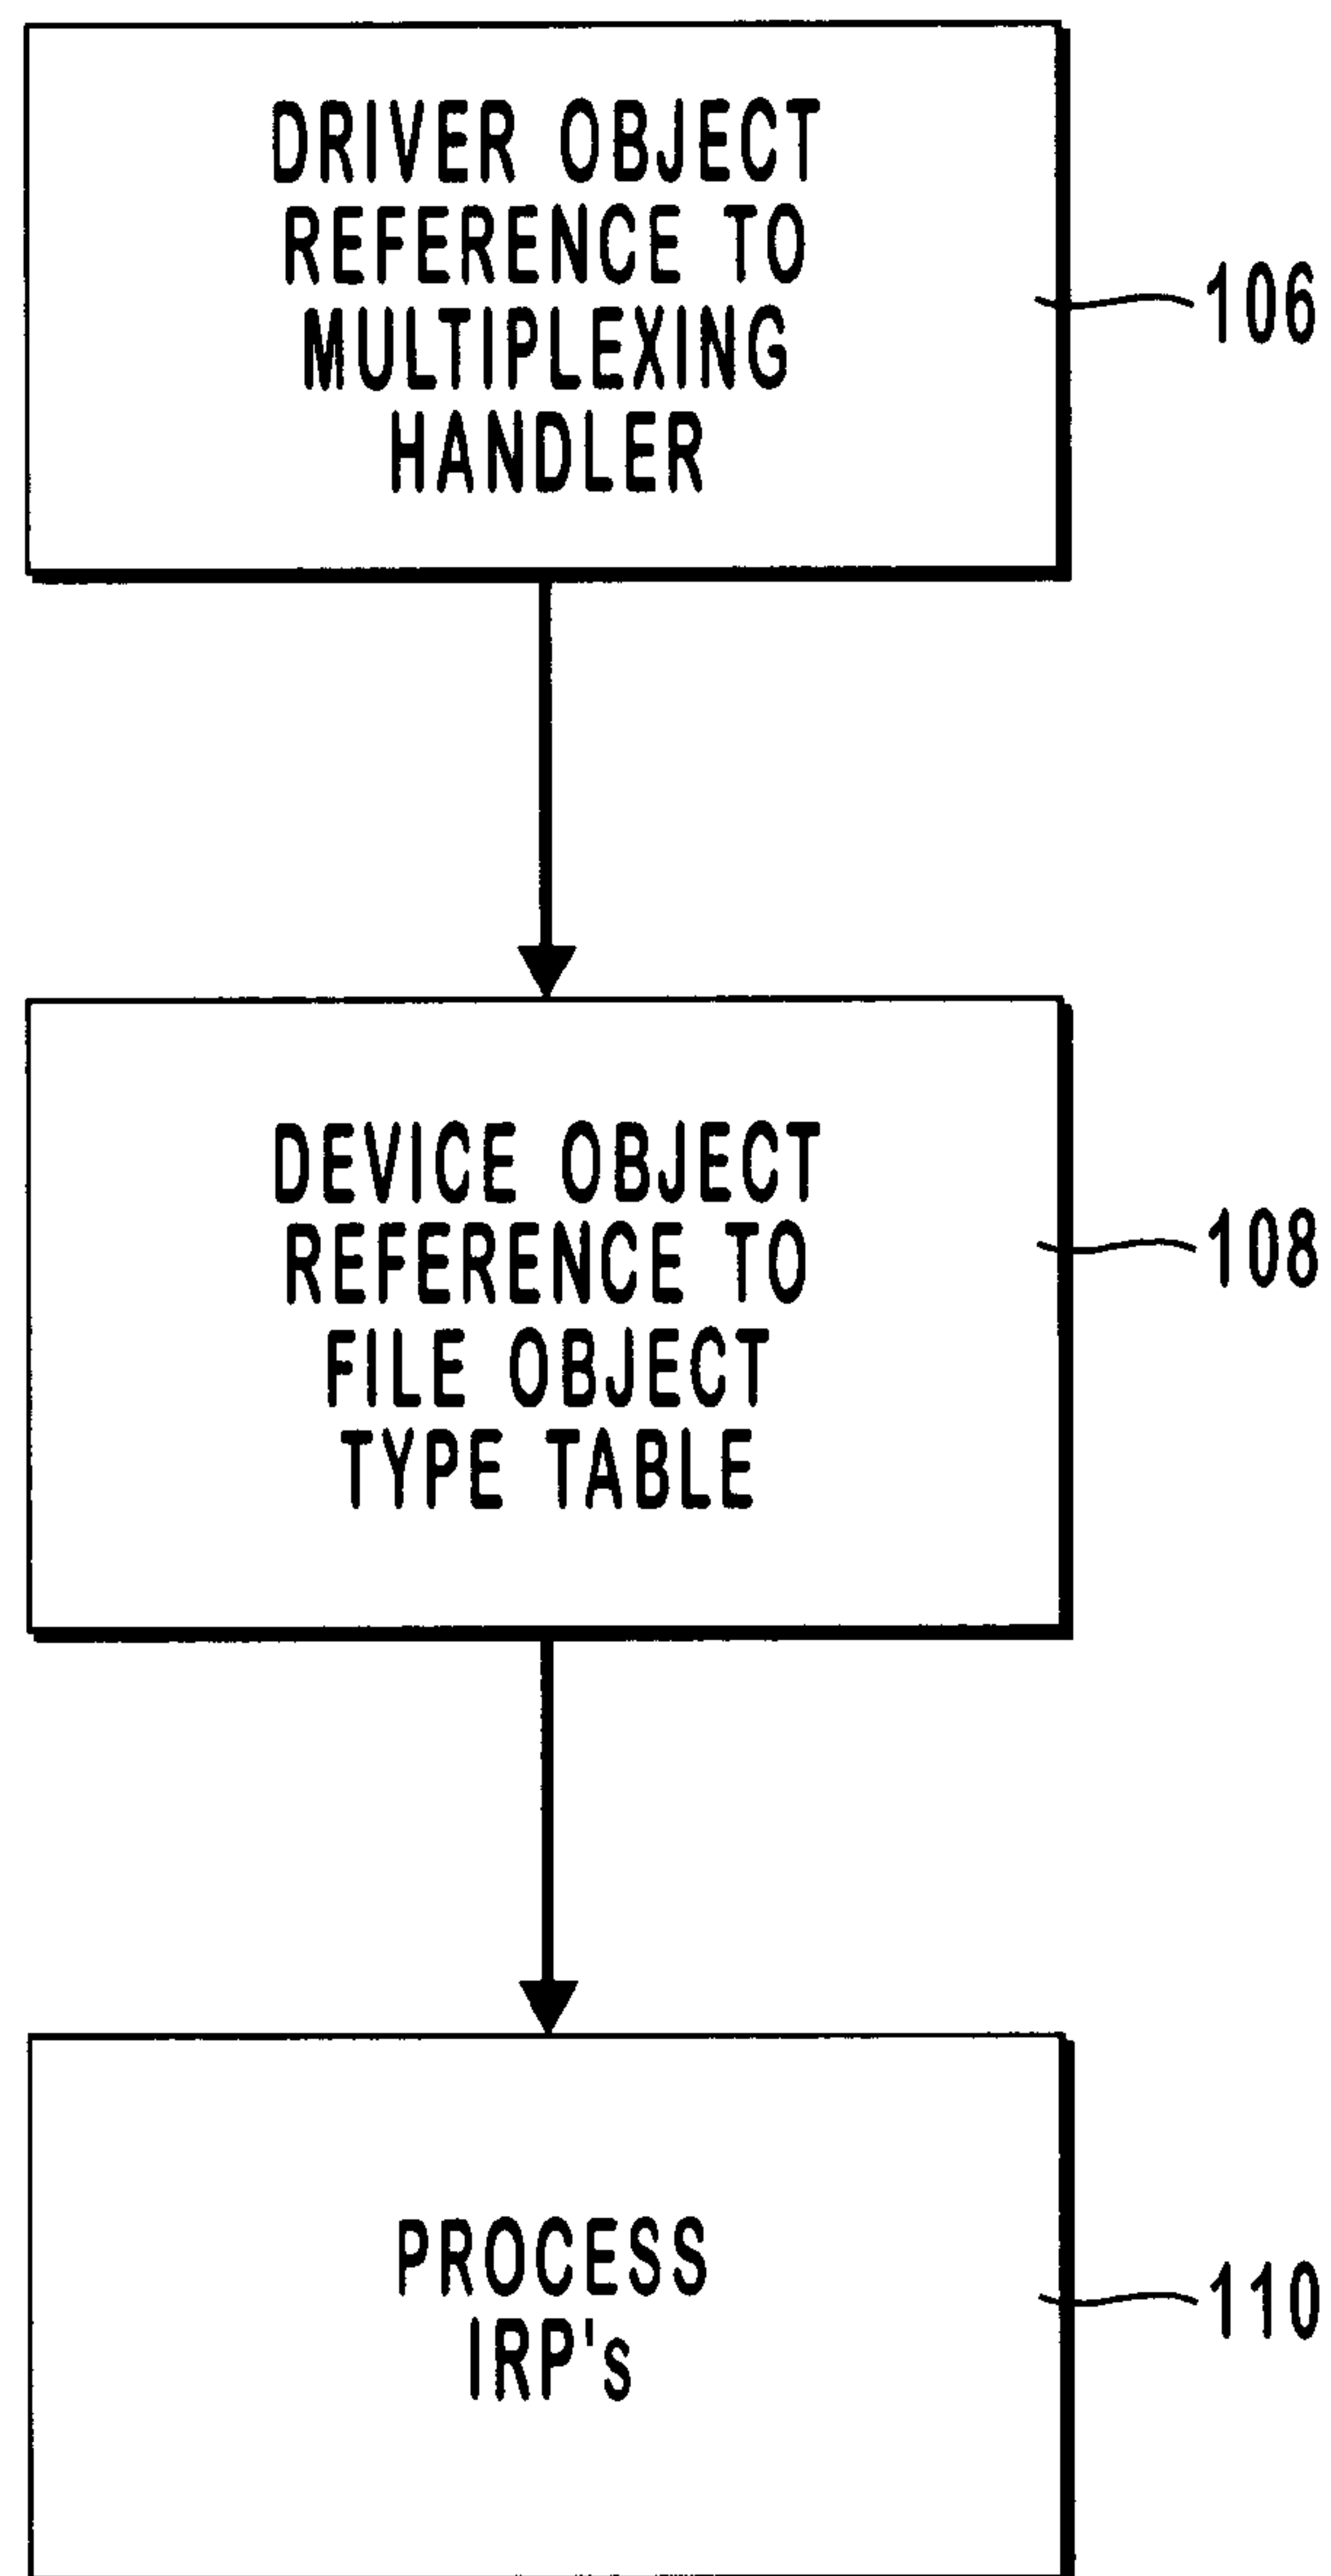 DRIVER OBJECT
REFERENCE TO
MULTIPLEXING
HANDLER
106
DEVICE OBJECT
REFERENCE TO
FILE OBJECT
TYPE TABLE
108
PROCESS
IRP's
110